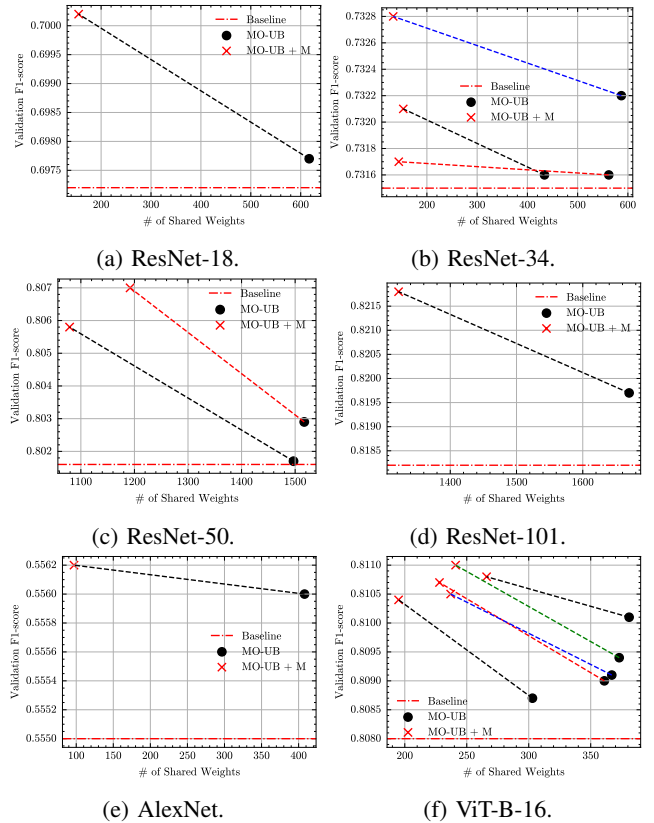 0.7000
0.6995
0.6990
0.6985
0.6980
0.6975
Validation F1-score
Baseline
MO-UB
MO-UB + M
200 300 400 500 600
# of Shared Weights
(a) ResNet-18.
0.7328
0.7326
0.7324
0.7322
0.7320
0.7318
0.7316
Validation F1-score
Baseline
MO-UB
MO-UB + M
200 300 400 500 600
# of Shared Weights
(b) ResNet-34.
0.807
0.806
0.805
0.804
0.803
0.802
Validation F1-score
Baseline
MO-UB
MO-UB + M
1100 1200 1300 1400 1500
# of Shared Weights
(c) ResNet-50.
0.8215
0.8210
0.8205
0.8200
0.8195
0.8190
0.8185
Validation F1-score
Baseline
MO-UB
MO-UB + M
1400 1500 1600
# of Shared Weights
(d) ResNet-101.
0.5562
0.5560
0.5558
0.5556
0.5554
0.5552
0.5550
Validation F1-score
Baseline
MO-UB
MO-UB + M
100 150 200 250 300 350 400
# of Shared Weights
(e) AlexNet.
0.8110
0.8105
0.8100
0.8095
0.8090
0.8085
0.8080
Validation F1-score
Baseline
MO-UB
MO-UB + M
200 250 300 350
# of Shared Weights
(f) ViT-B-16.